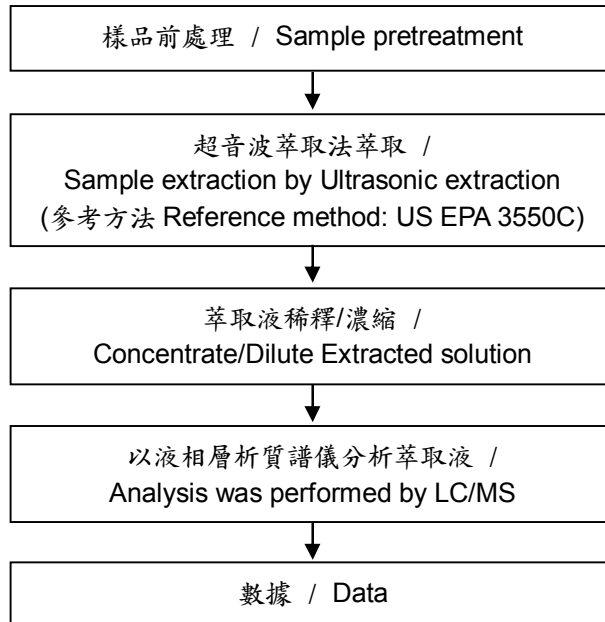 樣品前處理 / Sample pretreatment
超音波萃取法萃取 /
Sample extraction by Ultrasonic extraction
(參考方法 Reference method: US EPA 3550C)
萃取液稀釋/濃縮 /
Concentrate/Dilute Extracted solution
以液相層析質譜儀分析萃取液 /
Analysis was performed by LC/MS
數據 / Data